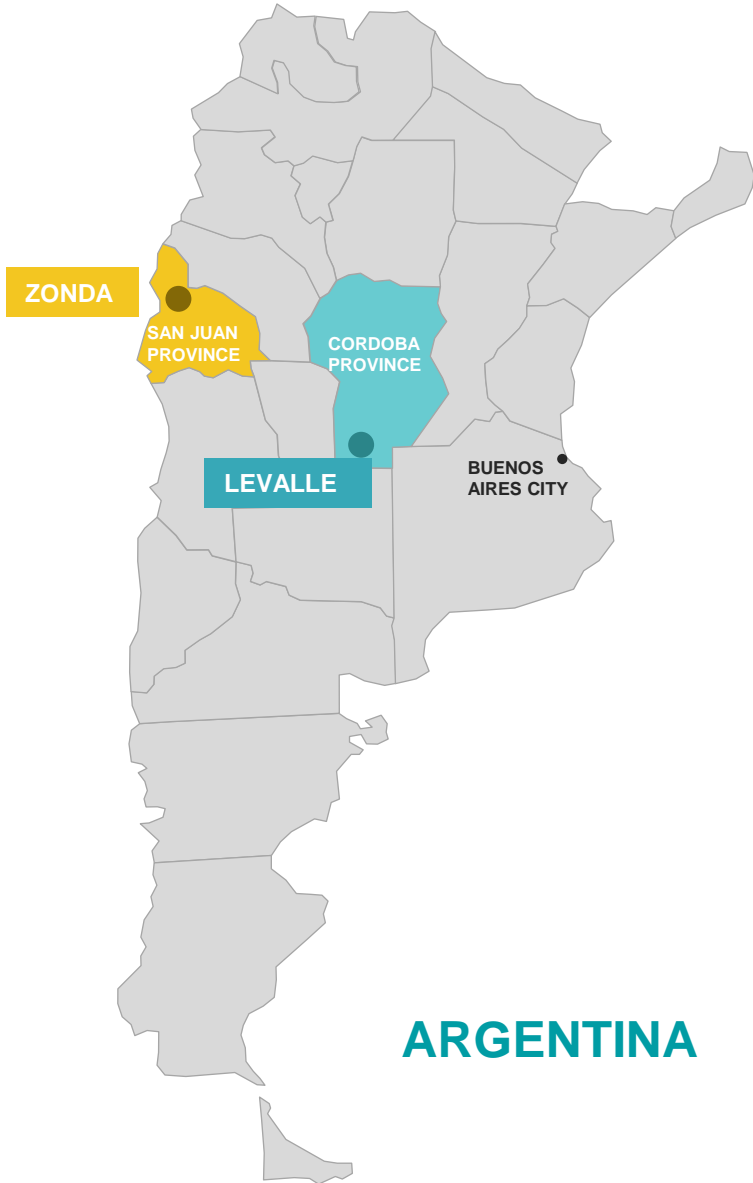 ZONDA
SAN JUAN
PROVINCE
CORDOBA
PROVINCE
LEVALLE
BUENOS
AIRES CITY
ARGENTINA